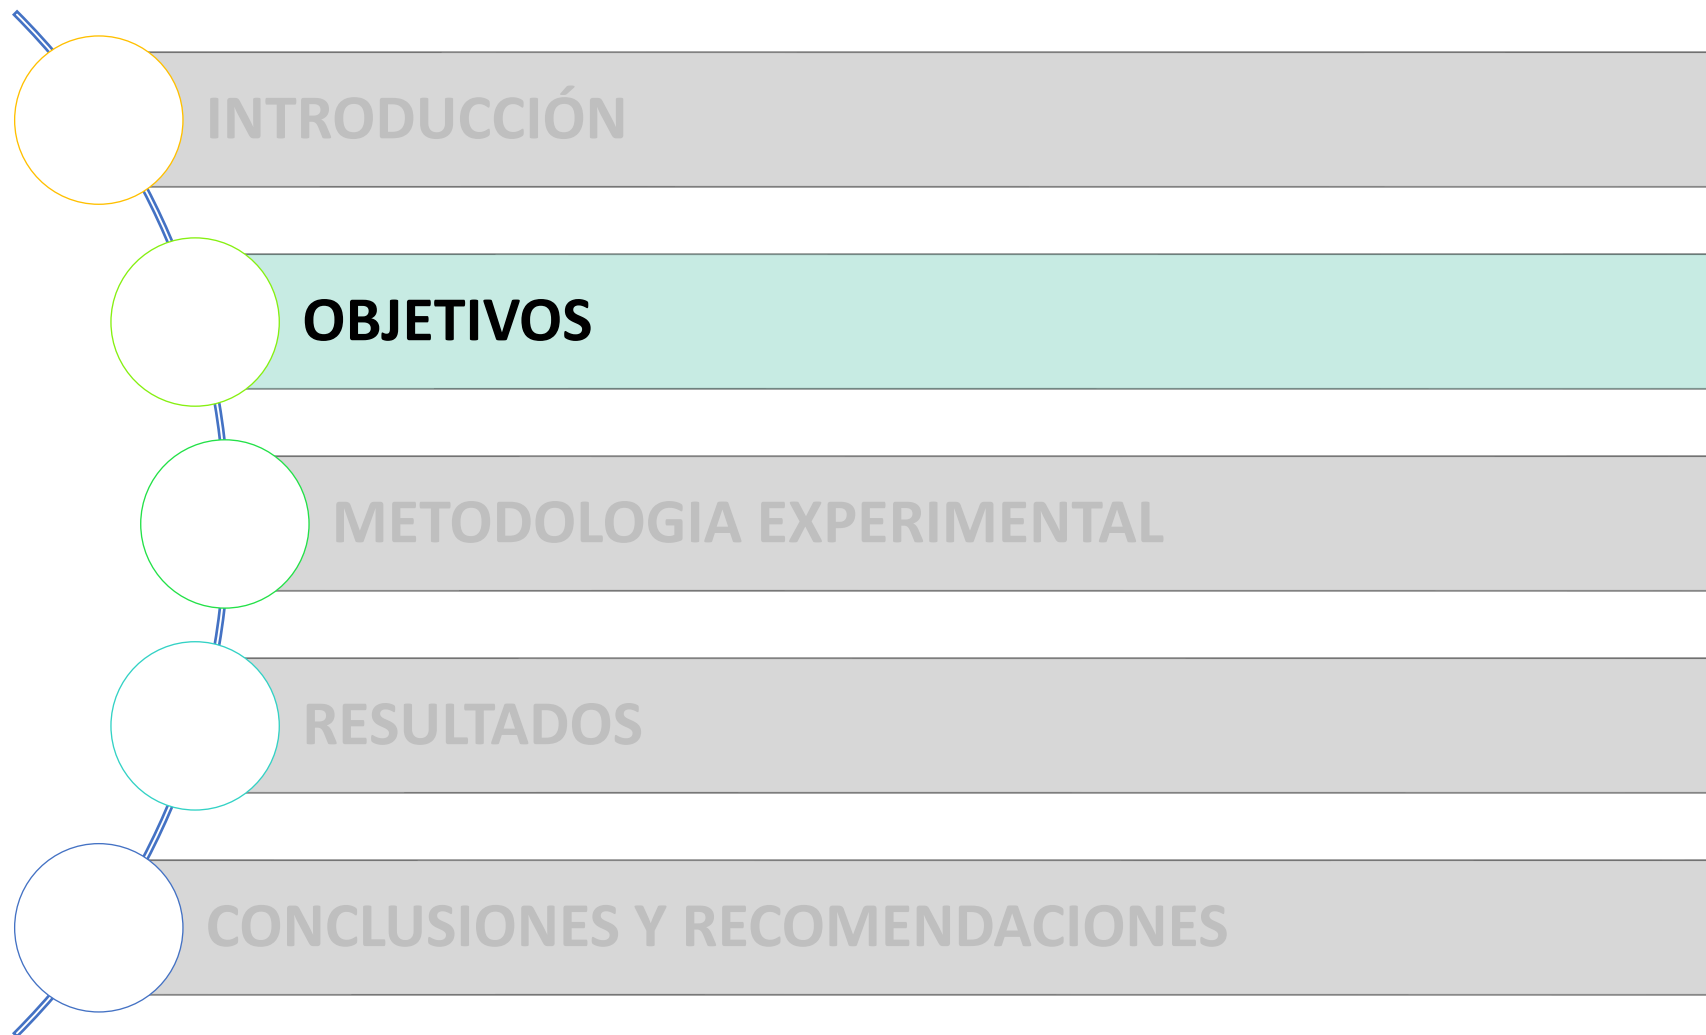 INTRODUCCIÓN
OBJETIVOS
METODOLOGIA EXPERIMENTAL
RESULTADOS
CONCLUSIONES Y RECOMENDACIONES